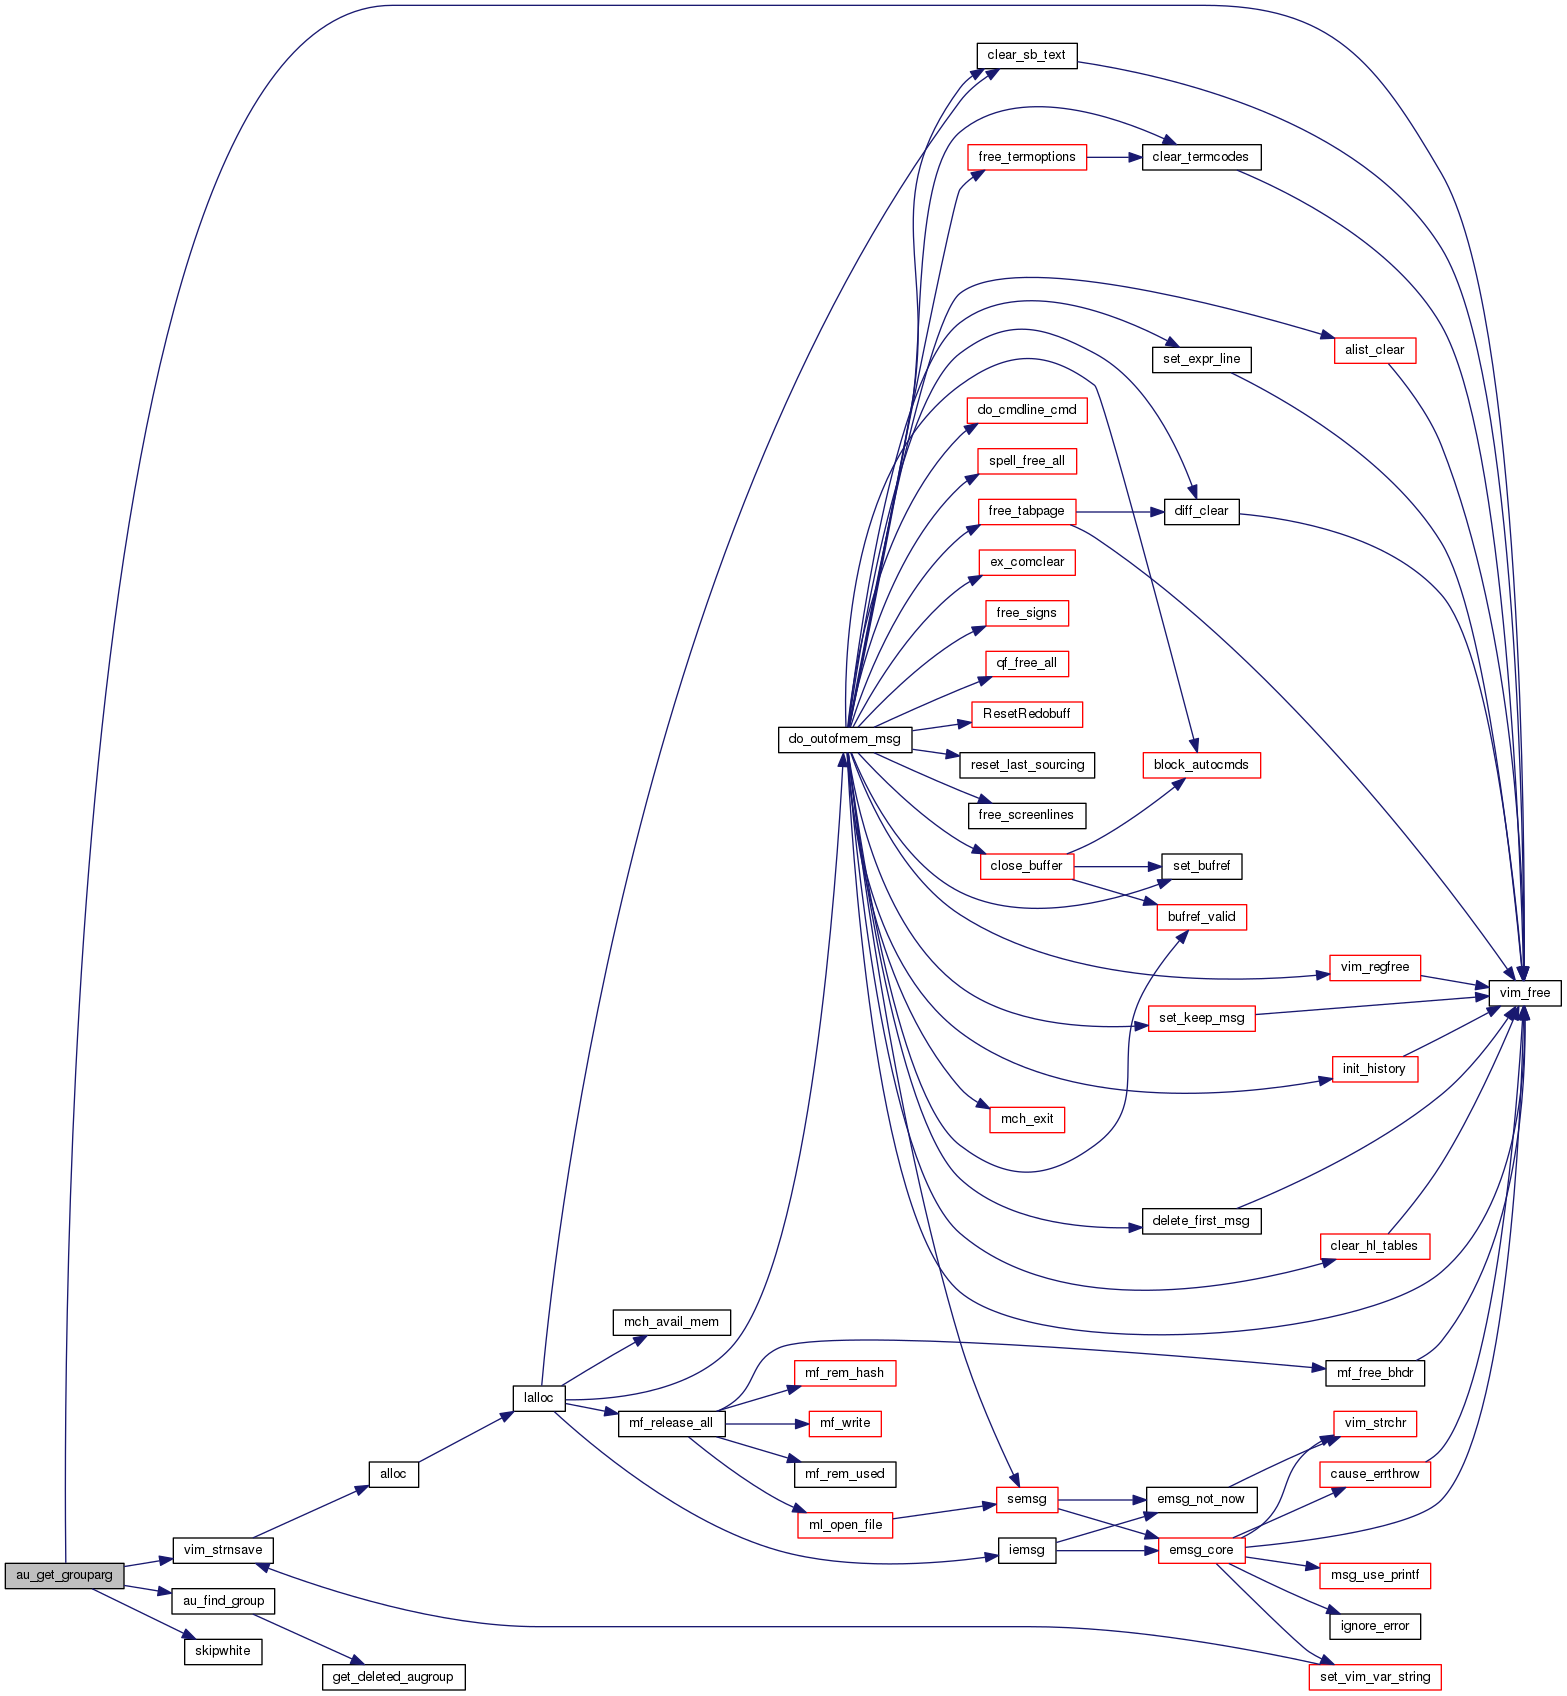 clear_sb_text
free_termoptions
clear_termcodes
set_expr_line
alist_clear
do_cmdline_cmd
spell_free_all
free_tabpage
diff_clear
ex_comclear
free_signs
qf_free_all
ResetRedobuff
do_outofmem_msg
reset_last_sourcing
block_autocmds
free_screenlines
close_buffer
set_bufref
bufref_valid
vim_regfree
vim_free
set_keep_msg
init_history
mch_exit
delete_first_msg
clear_hl_tables
mch_avail_mem
mf_rem_hash
mf_free_bhdr
lalloc
mf_release_all
mf_write
vim_strchr
alloc
mf_rem_used
cause_errthrow
semsg
emsg_not_now
ml_open_file
vim_strnsave
iemsg
emsg_core
au_get_grouparg
msg_use_printf
au_find_group
ignore_error
skipwhite
get_deleted_augroup
set_vim_var_string